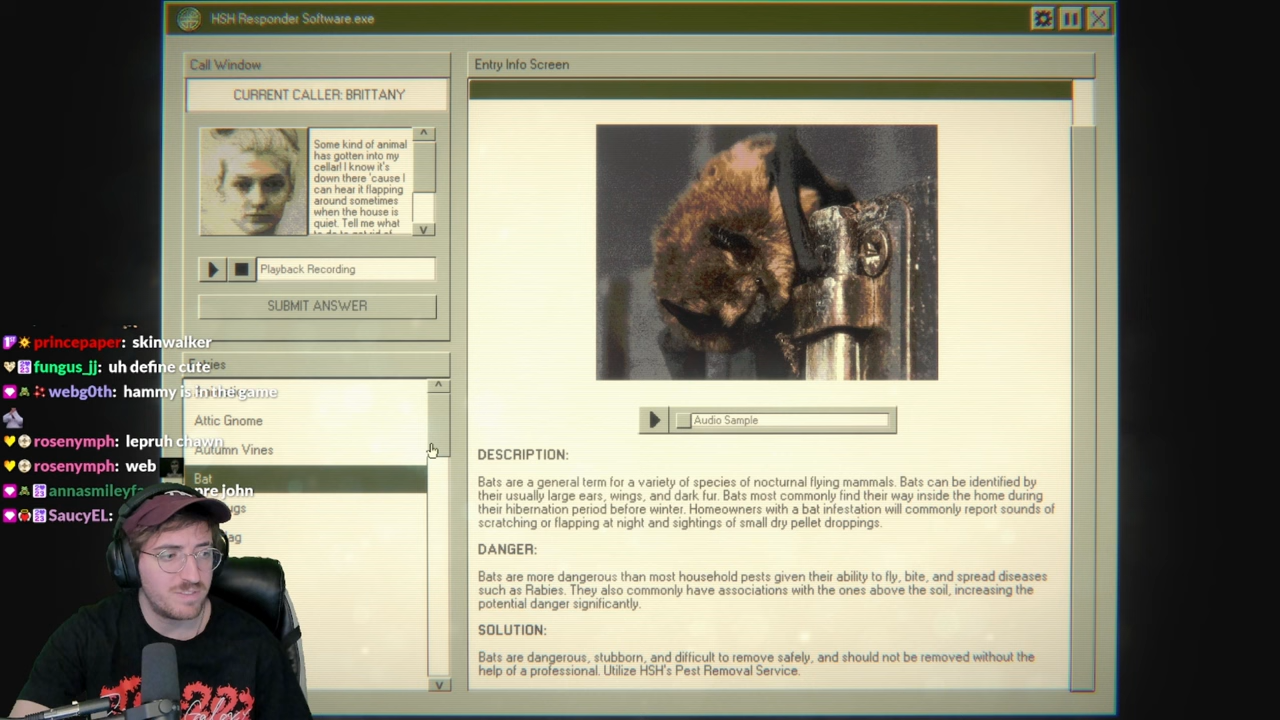 HSH Responder Software.exe
Call Window
CURRENT CALLER: BRITTANY
Some kind of animal
has gotten into my
cellar! I know it's
down there 'cause I
can hear it flapping
around sometimes
when the house is
quiet. Tell me what
Playback Recording
SUBMIT ANSWER
Entries
Attic Gnome
Autumn Vines
Bat
Entry Info Screen
Audio Sample
DESCRIPTION:
Bats are a general term for a variety of species of nocturnal flying mammals. Bats can be identified by
their usually large ears, wings, and dark fur. Bats most commonly find their way inside the home during
their hibernation period before winter. Homeowners with a bat infestation will commonly report sounds of
scratching or flapping at night and sightings of small dry pellet droppings.
DANGER:
Bats are more dangerous than most household pests given their ability to fly, bite, and spread diseases
such as Rabies. They also commonly have associations with the ones above the soil, increasing the
potential danger significantly.
SOLUTION:
Bats are dangerous, stubborn, and difficult to remove safely, and should not be removed without the
help of a professional. Utilize HSH's Pest Removal Service.
princepaper: skinwalker
fungus_jj: uh define cute
webg0th: hammy is in the game
rosenymph: lepruh chawn
rosenymph: web
john
SaucyEL: